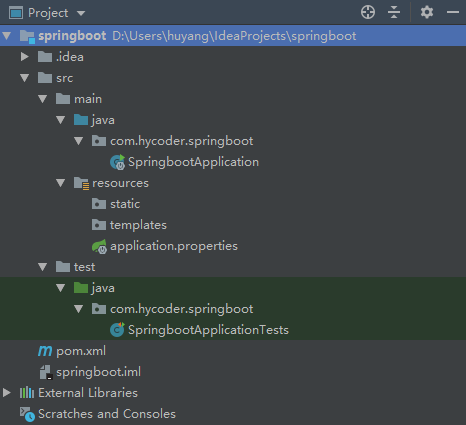 Project
springboot D:\Users\huyang\IdeaProjects\springboot
.idea
src
main
java
com.hycoder.springboot
SpringbootApplication
resources
static
templates
application.properties
test
java
com.hycoder.springboot
SpringbootApplicationTests
pom.xml
springboot.iml
External Libraries
Scratches and Consoles